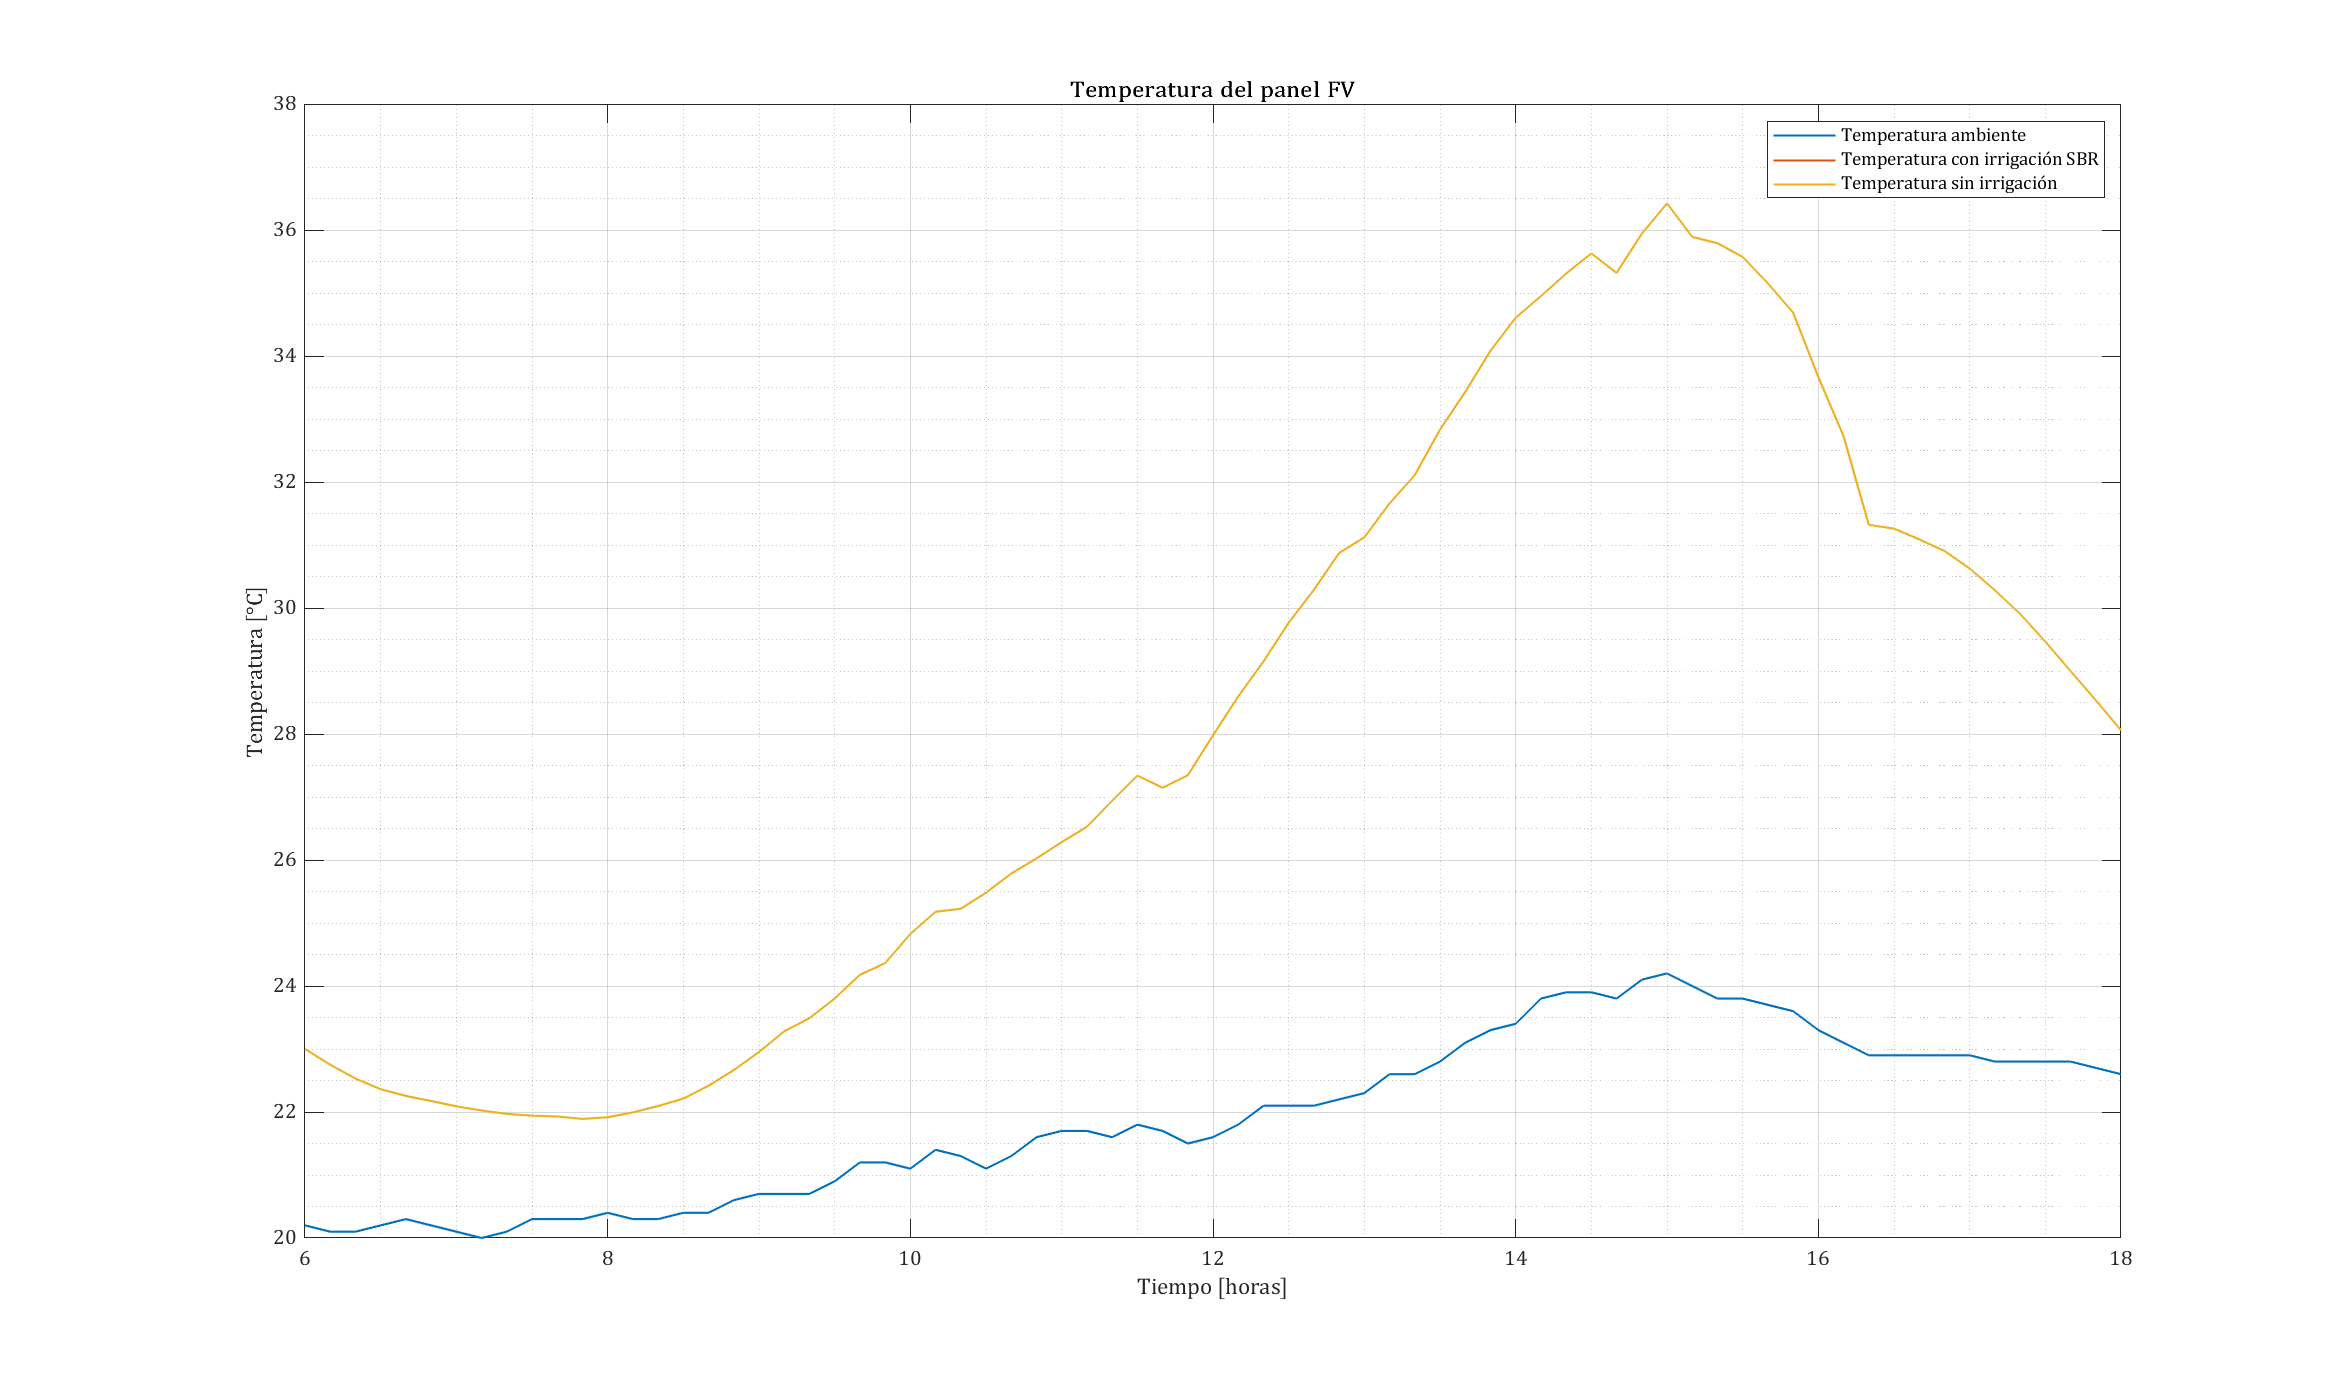 Temperatura del panel FV
38
36
34
32
30
28
26
24
22
20
Temperatura [°C]
Temperatura ambiente
Temperatura con irrigación SBR
Temperatura sin irrigación
6 8 10 12 14 16 18
Tiempo [horas]